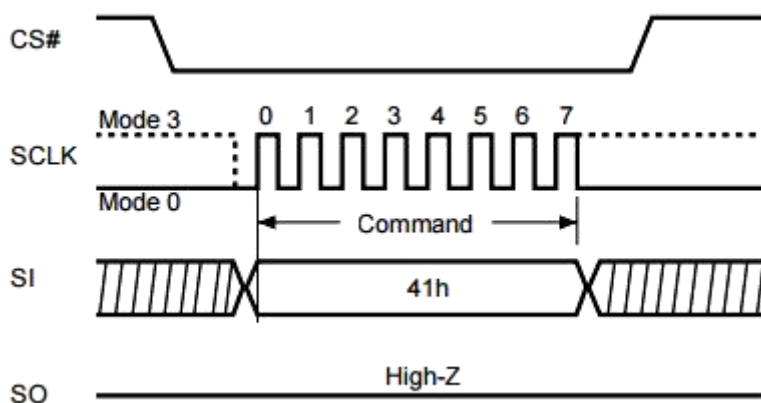 CS#
Mode 3
0 1 2 3 4 5 6 7
SCLK
Mode 0
Command
SI
41h
High-Z
SO